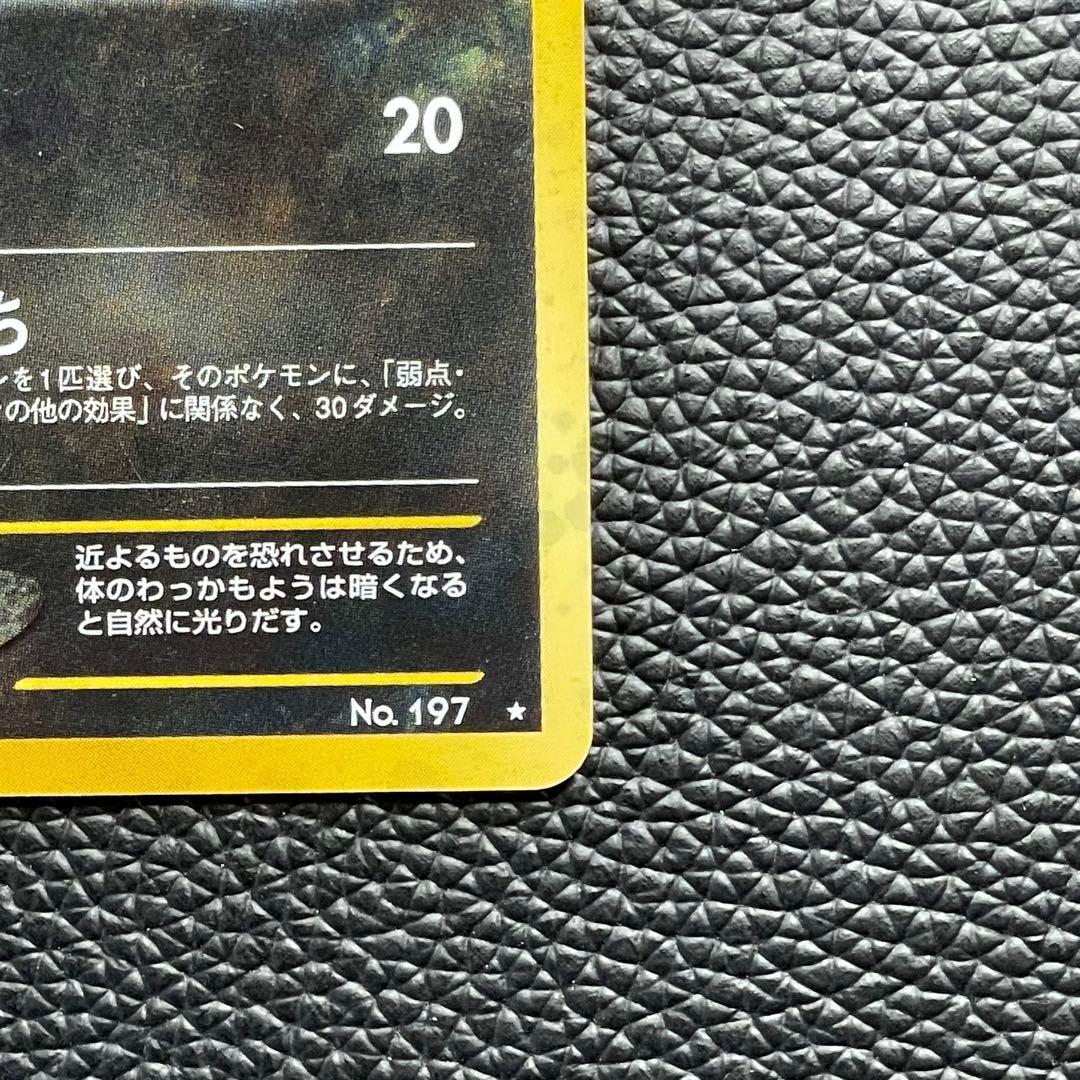 20
ち
ンを1匹選び、そのポケモンに、「弱点・
の他の効果」に関係なく、30ダメージ。
近よるものを恐れさせるため、
体のわっかもようは暗くなる
と自然に光りだす。
No. 197 ★